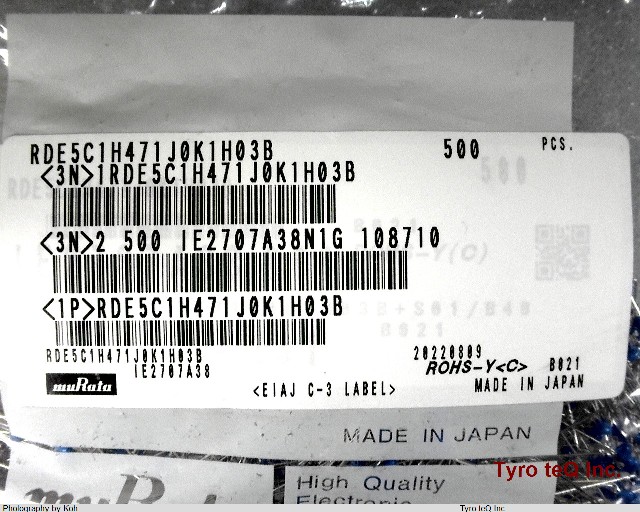 RDE5C1H471J0K1H03B 500 PCS.
<3N>1RDE5C1H471J0K1H03B
<3N>2 500 IE2707A38N1G 108710
<1P>RDE5C1H471J0K1H03B
RDE5C1H471J0K1H03B 20220809
IE2707A38 ROHS-Y<C> B021
muRata <EIAJ C-3 LABEL> MADE IN JAPAN
MADE IN JAPAN
Tyro teQ Inc.
muRata High Quality
Electronic
Photography by Koh Tyro teQ Inc